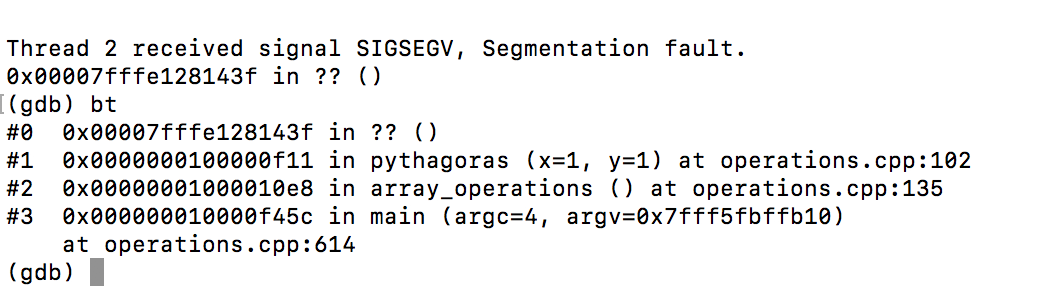 Thread 2 received signal SIGSEGV, Segmentation fault.
0x00007fffe128143f in ?? ()
(gdb) bt
#0  0x00007fffe128143f in ?? ()
#1  0x0000000100000f11 in pythagoras (x=1, y=1) at operations.cpp:102
#2  0x00000001000010e8 in array_operations () at operations.cpp:135
#3  0x000000010000f45c in main (argc=4, argv=0x7fff5fbffb10)
    at operations.cpp:614
(gdb)